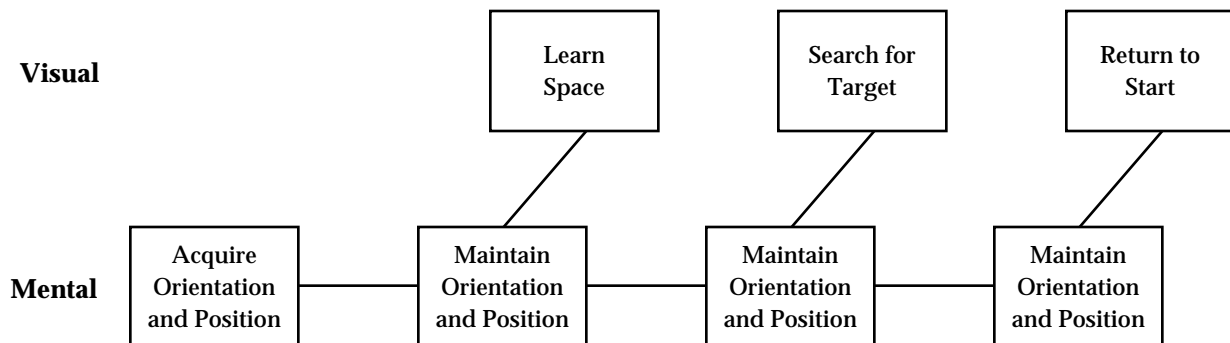 Visual
Learn
Space
Search for
Target
Return to
Start
Mental
Acquire
Orientation
and Position
Maintain
Orientation
and Position
Maintain
Orientation
and Position
Maintain
Orientation
and Position